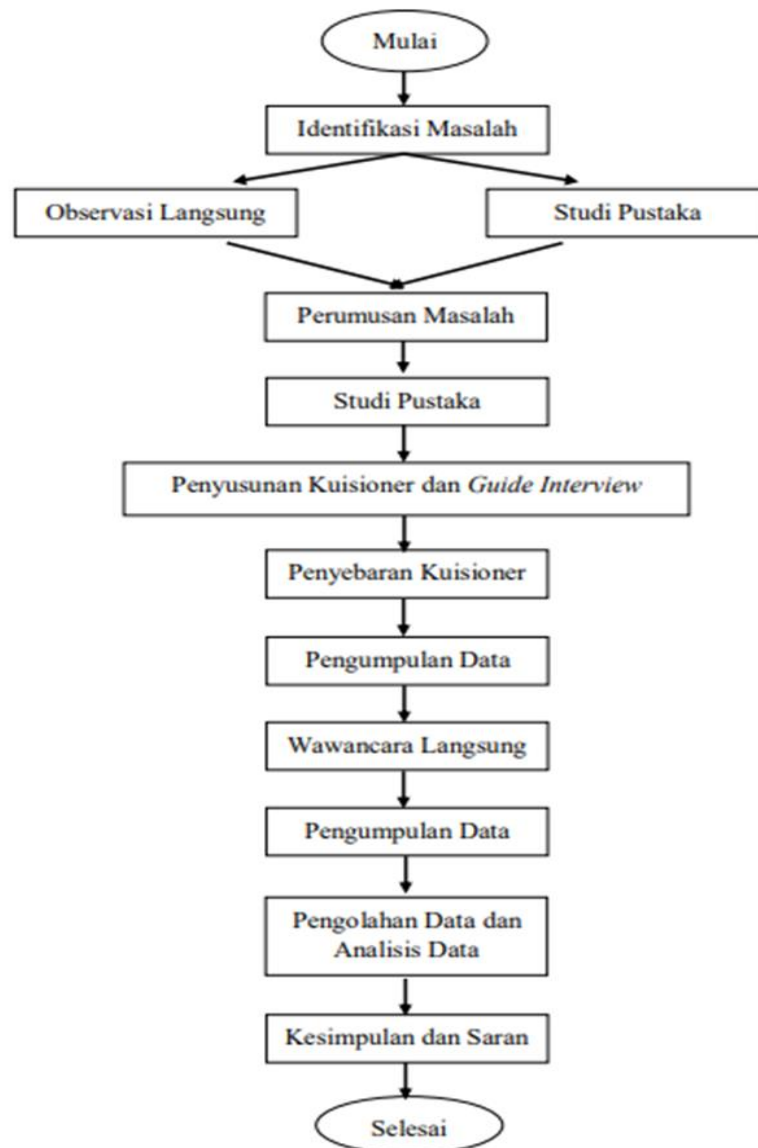 Mulai
Identifikasi Masalah
Observasi Langsung
Studi Pustaka
Perumusan Masalah
Studi Pustaka
Penyusunan Kuisioner dan Guide Interview
Penyebaran Kuisioner
Pengumpulan Data
Wawancara Langsung
Pengumpulan Data
Pengolahan Data dan
Analisis Data
Kesimpulan dan Saran
Selesai